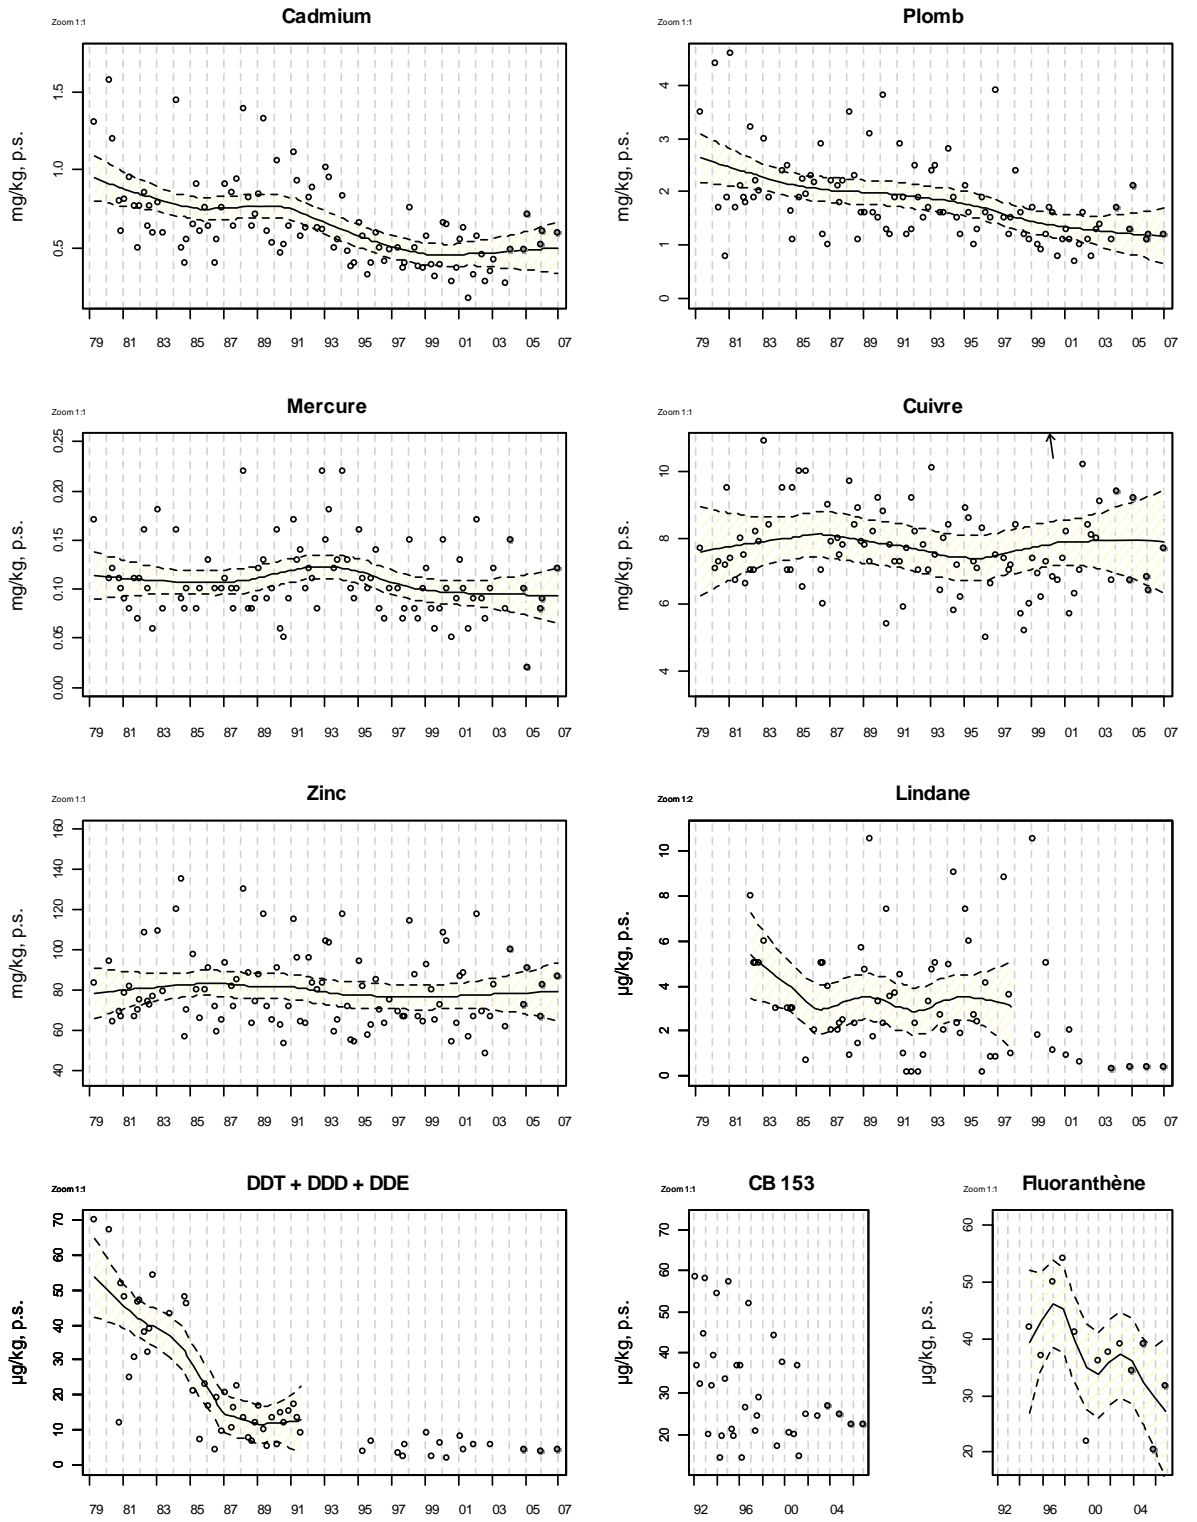 Zoom 1:1
Cadmium
mg/kg, p.s.
1.5
1.0
0.5
79 81 83 85 87 89 91 93 95 97 99 01 03 05 07
Zoom 1:1
Plomb
mg/kg, p.s.
4
3
2
1
0
79 81 83 85 87 89 91 93 95 97 99 01 03 05 07
Zoom 1:1
Mercure
mg/kg, p.s.
0.25
0.20
0.15
0.10
0.05
0.00
79 81 83 85 87 89 91 93 95 97 99 01 03 05 07
Zoom 1:1
Cuivre
mg/kg, p.s.
10
8
6
4
79 81 83 85 87 89 91 93 95 97 99 01 03 05 07
Zoom 1:1
Zinc
mg/kg, p.s.
160
140
120
100
80
60
40
79 81 83 85 87 89 91 93 95 97 99 01 03 05 07
Zoom 1:2
Lindane
µg/kg, p.s.
10
8
6
4
2
0
79 81 83 85 87 89 91 93 95 97 99 01 03 05 07
Zoom 1:1
DDT + DDD + DDE
µg/kg, p.s.
70
60
50
40
30
20
10
0
79 81 83 85 87 89 91 93 95 97 99 01 03 05 07
Zoom 1:1
CB 153
µg/kg, p.s.
70
60
50
40
30
20
92 96 00 04
Zoom 1:1
Fluoranthène
µg/kg, p.s.
60
50
40
30
20
92 96 00 04